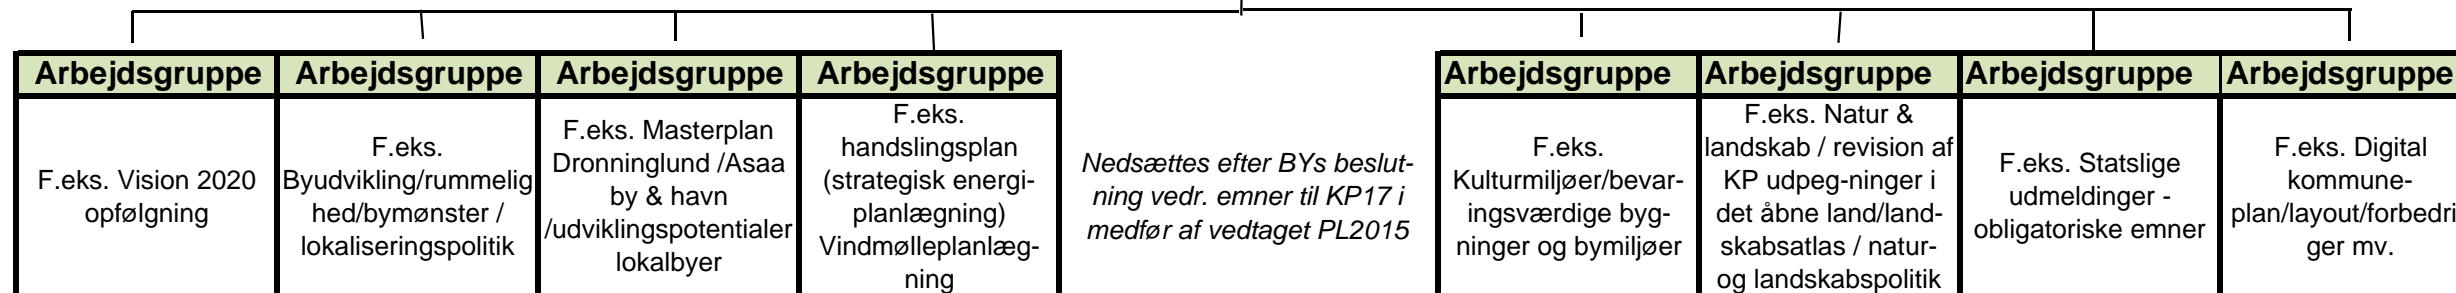 Arbejdsgruppe Arbejdsgruppe Arbejdsgruppe Arbejdsgruppe Arbejdsgruppe Arbejdsgruppe Arbejdsgruppe Arbejdsgruppe
F.eks. Vision 2020
opfølgning
F.eks.
Byudvikling/rummelig
hed/bymønster /
lokaliseringspolitik
F.eks. Masterplan
Dronninglund /Asaa
by & havn
/udviklingspotentialer
lokalbyer
F.eks.
handslingsplan
(strategisk energi-
planlægning)
Vindmølleplanlæg-
ning
Nedsættes efter BYs beslut-
ning vedr. emner til KP17 i
medfør af vedtaget PL2015
F.eks.
Kulturmiljøer/bevar-
ingsværdige byg-
ninger og bymiljøer
F.eks. Natur &
landskab / revision af
KP udpeg-ninger i
det åbne land/land-
skabsatlas / natur-
og landskabspolitik
F.eks. Statslige
udmeldinger -
obligatoriske emner
F.eks. Digital
kommune-
plan/layout/forbedri
ger mv.